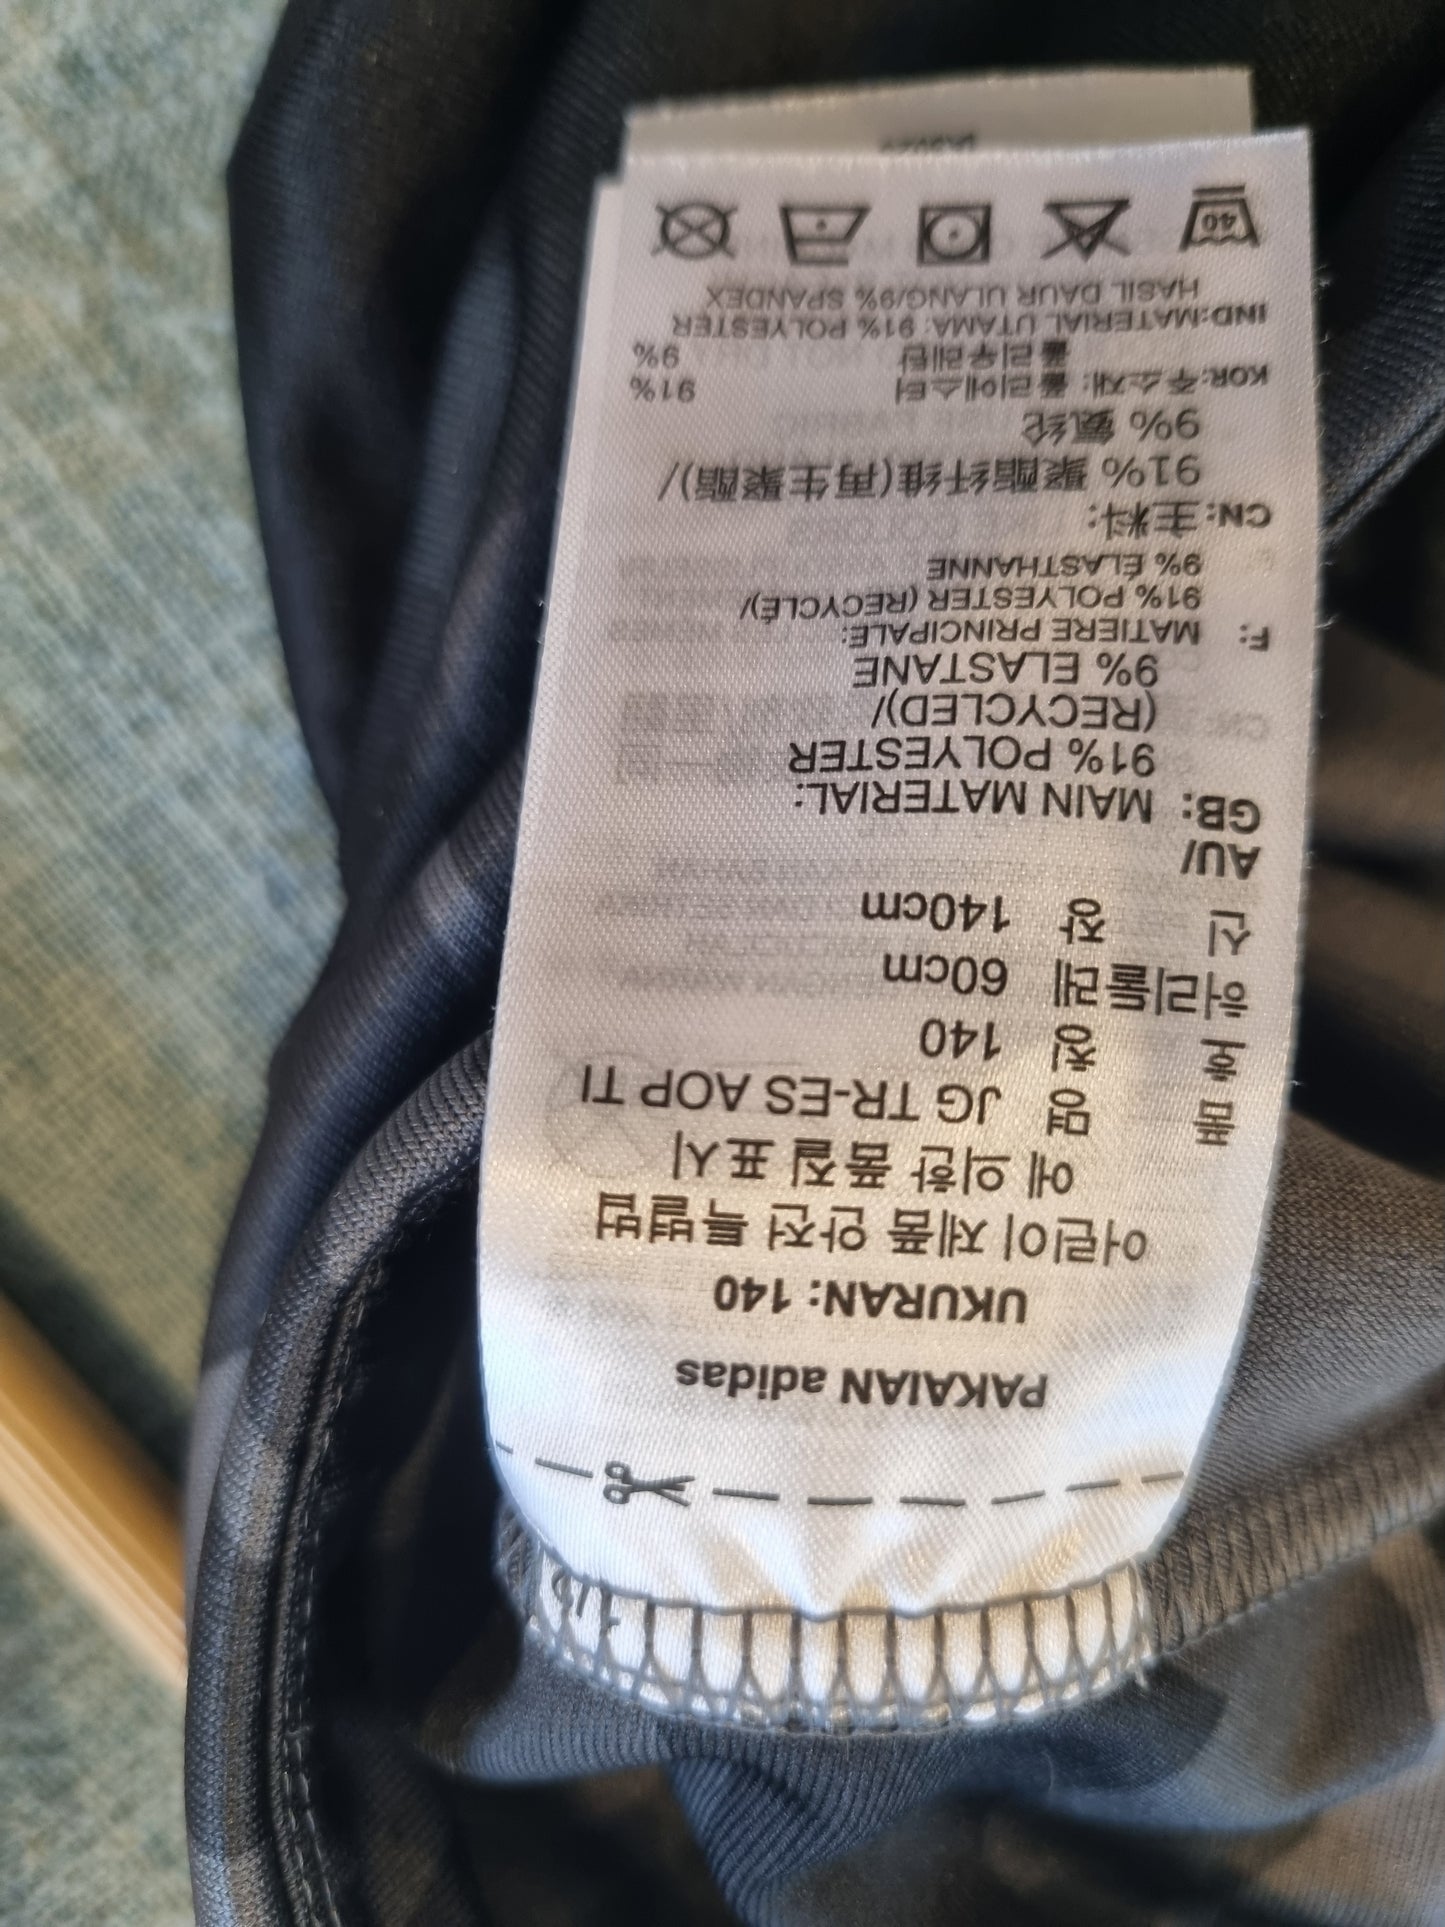 PAKAIAN adidas
UKURAN: 140
어린이 제품 안전 특별법
에 의한 품질 표시
품 명 JG TR-ES AOP TI
호 칭 140
허리둘레 60cm
신 장 140cm
AU/
GB: MAIN MATERIAL:
91% POLYESTER
(RECYCLED)/
9% ELASTANE
F: MATIERE PRINCIPALE:
91% POLYESTER (RECYCLÉ)/
9% ÉLASTHANNE
CN: 主料:
91% 聚酯纤维(再生聚酯)/
9% 氨纶
KOR:주소재: 폴리에스터 91%
폴리우레탄 9%
IND:MATERIAL UTAMA: 91% POLYESTER
HASIL DAUR ULANG/9% SPANDEX
40